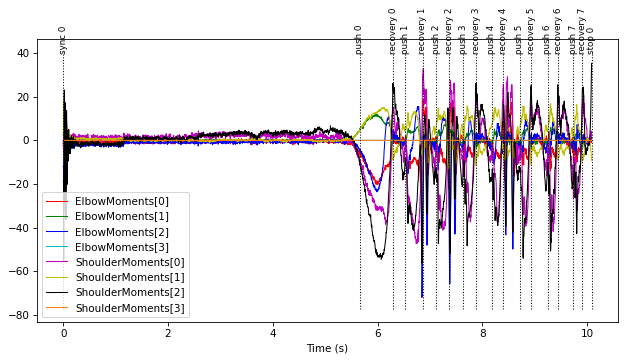 sync 0
push 0
recovery 0
push 1
recovery 1
push 2
recovery 2
push 3
recovery 3
push 4
recovery 4
push 5
recovery 5
push 6
recovery 6
push 7
recovery 7
stop 0
40
20
0
−20
−40
−60
−80
ElbowMoments[0]
ElbowMoments[1]
ElbowMoments[2]
ElbowMoments[3]
ShoulderMoments[0]
ShoulderMoments[1]
ShoulderMoments[2]
ShoulderMoments[3]
0 2 4 6 8 10
Time (s)